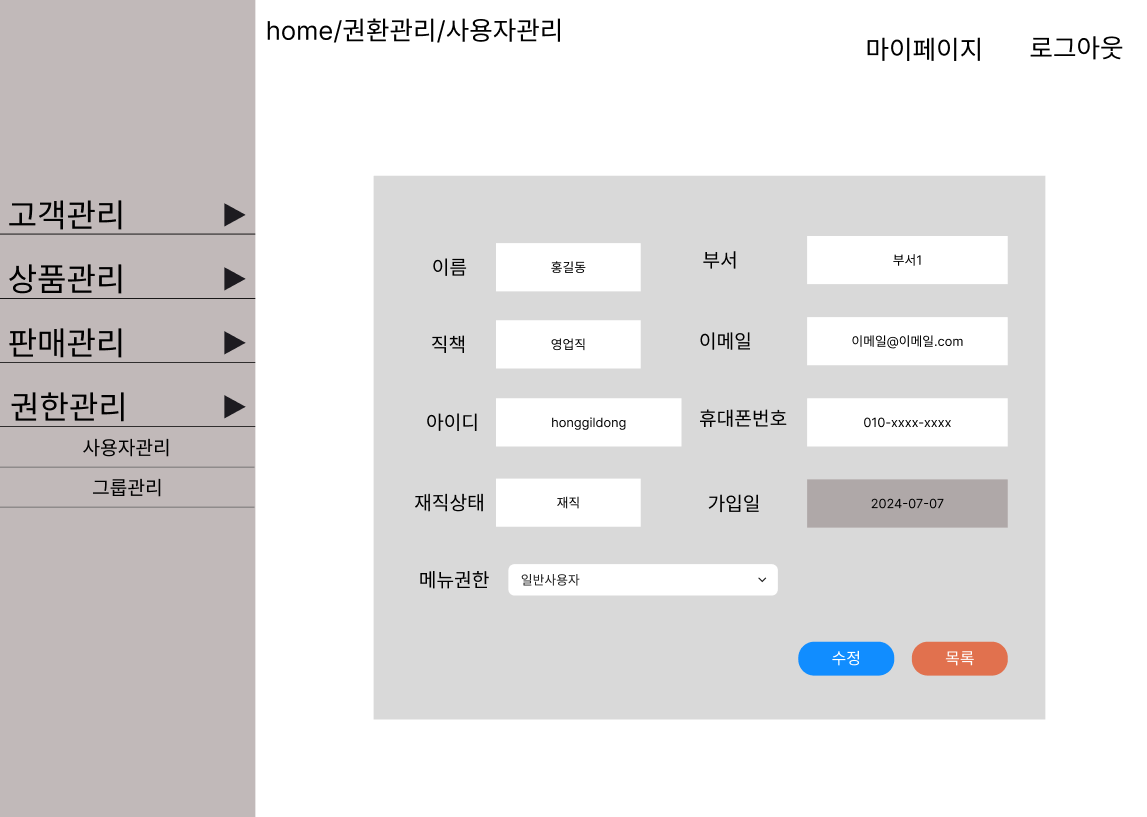 home/권환관리/사용자관리
마이페이지
로그아웃
고객관리
상품관리
판매관리
권한관리
사용자관리
그룹관리
이름 홍길동
부서 부서1
직책 영업직
이메일 이메일@이메일.com
아이디 honggildong
휴대폰번호 010-xxxx-xxxx
재직상태 재직
가입일 2024-07-07
메뉴권한 일반사용자
수정
목록